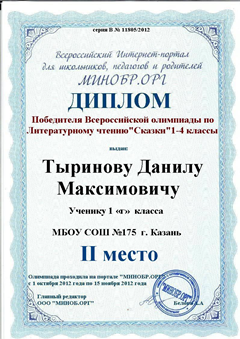 серия В № 11805/2012
Всероссийский Интернет-портал
для школьников, педагогов и родителей
МИНОБР.ОРГ
ДИПЛОМ
Победителя Всероссийской олимпиады по
Литературному чтению"Сказки"1-4 классы
выдан:
Тыринову Данилу
Максимовичу
Ученику 1 «г» класса
МБОУ СОШ №175 г. Казань
II место
Олимпиада проходила на портале "МИНОБР.ОРГ"
с 1 октября 2012 года по 15 ноября 2012 года
Главный редактор
ООО "МИНОБР.ОРГ"